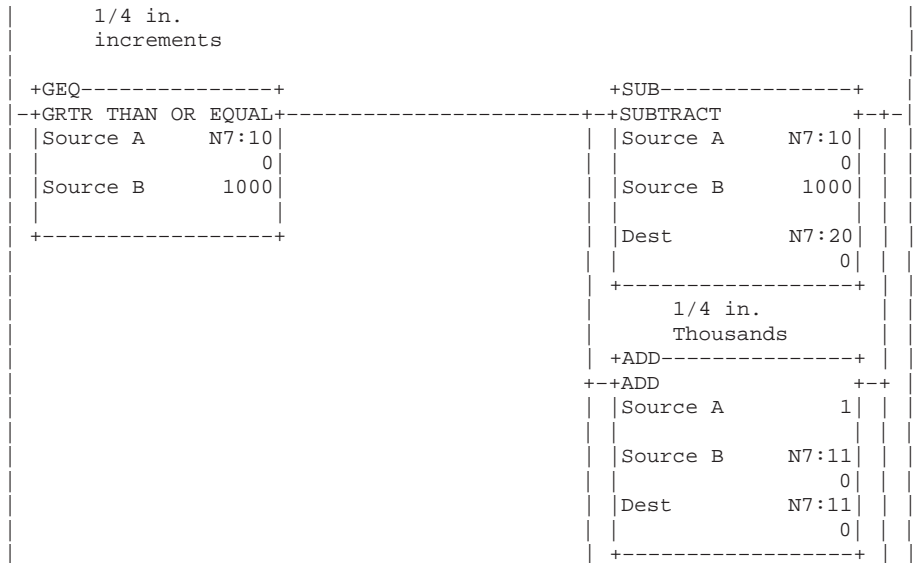 1/4 in.
increments
+GEQ---------------+ +SUB---------------+
-+GRTR THAN OR EQUAL+-----------------------+-+SUBTRACT +-+-
|Source A N7:10| | |Source A N7:10| | |
| 0| | | 0| | |
|Source B 1000| | |Source B 1000| | |
| | | | | | |
+------------------+ | |Dest N7:20| | |
| | 0| | |
| +------------------+ | |
| 1/4 in. | |
| Thousands | |
| +ADD---------------+ | |
+-+ADD +-+ |
| |Source A 1| | |
| | | | |
| |Source B N7:11| | |
| | 0| | |
| |Dest N7:11| | |
| | 0| | |
| +------------------+ | |